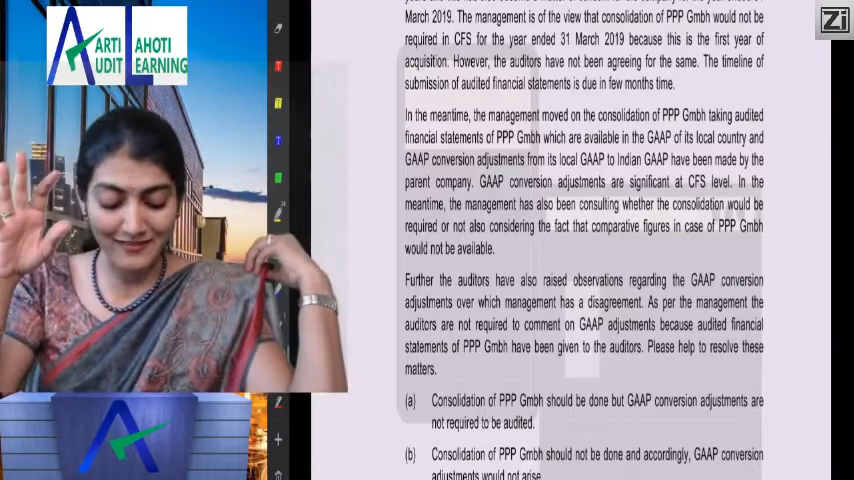 ARTI LAHOTI
AUDIT LEARNING
Zi
March 2019. The management is of the view that consolidation of PPP Gmbh would not be
required in CFS for the year ended 31 March 2019 because this is the first year of
acquisition. However, the auditors have not been agreeing for the same. The timeline of
submission of audited financial statements is due in few months time.
In the meantime, the management moved on the consolidation of PPP Gmbh taking audited
financial statements of PPP Gmbh which are available in the GAAP of its local country and
GAAP conversion adjustments from its local GAAP to Indian GAAP have been made by the
parent company. GAAP conversion adjustments are significant at CFS level. In the
meantime, the management has also been consulting whether the consolidation would be
required or not also considering the fact that comparative figures in case of PPP Gmbh
would not be available.
Further the auditors have also raised observations regarding the GAAP conversion
adjustments over which management has a disagreement. As per the management the
auditors are not required to comment on GAAP adjustments because audited financial
statements of PPP Gmbh have been given to the auditors. Please help to resolve these
matters.
(a) Consolidation of PPP Gmbh should be done but GAAP conversion adjustments are
not required to be audited.
(b) Consolidation of PPP Gmbh should not be done and accordingly, GAAP conversion
adjustments would not arise.